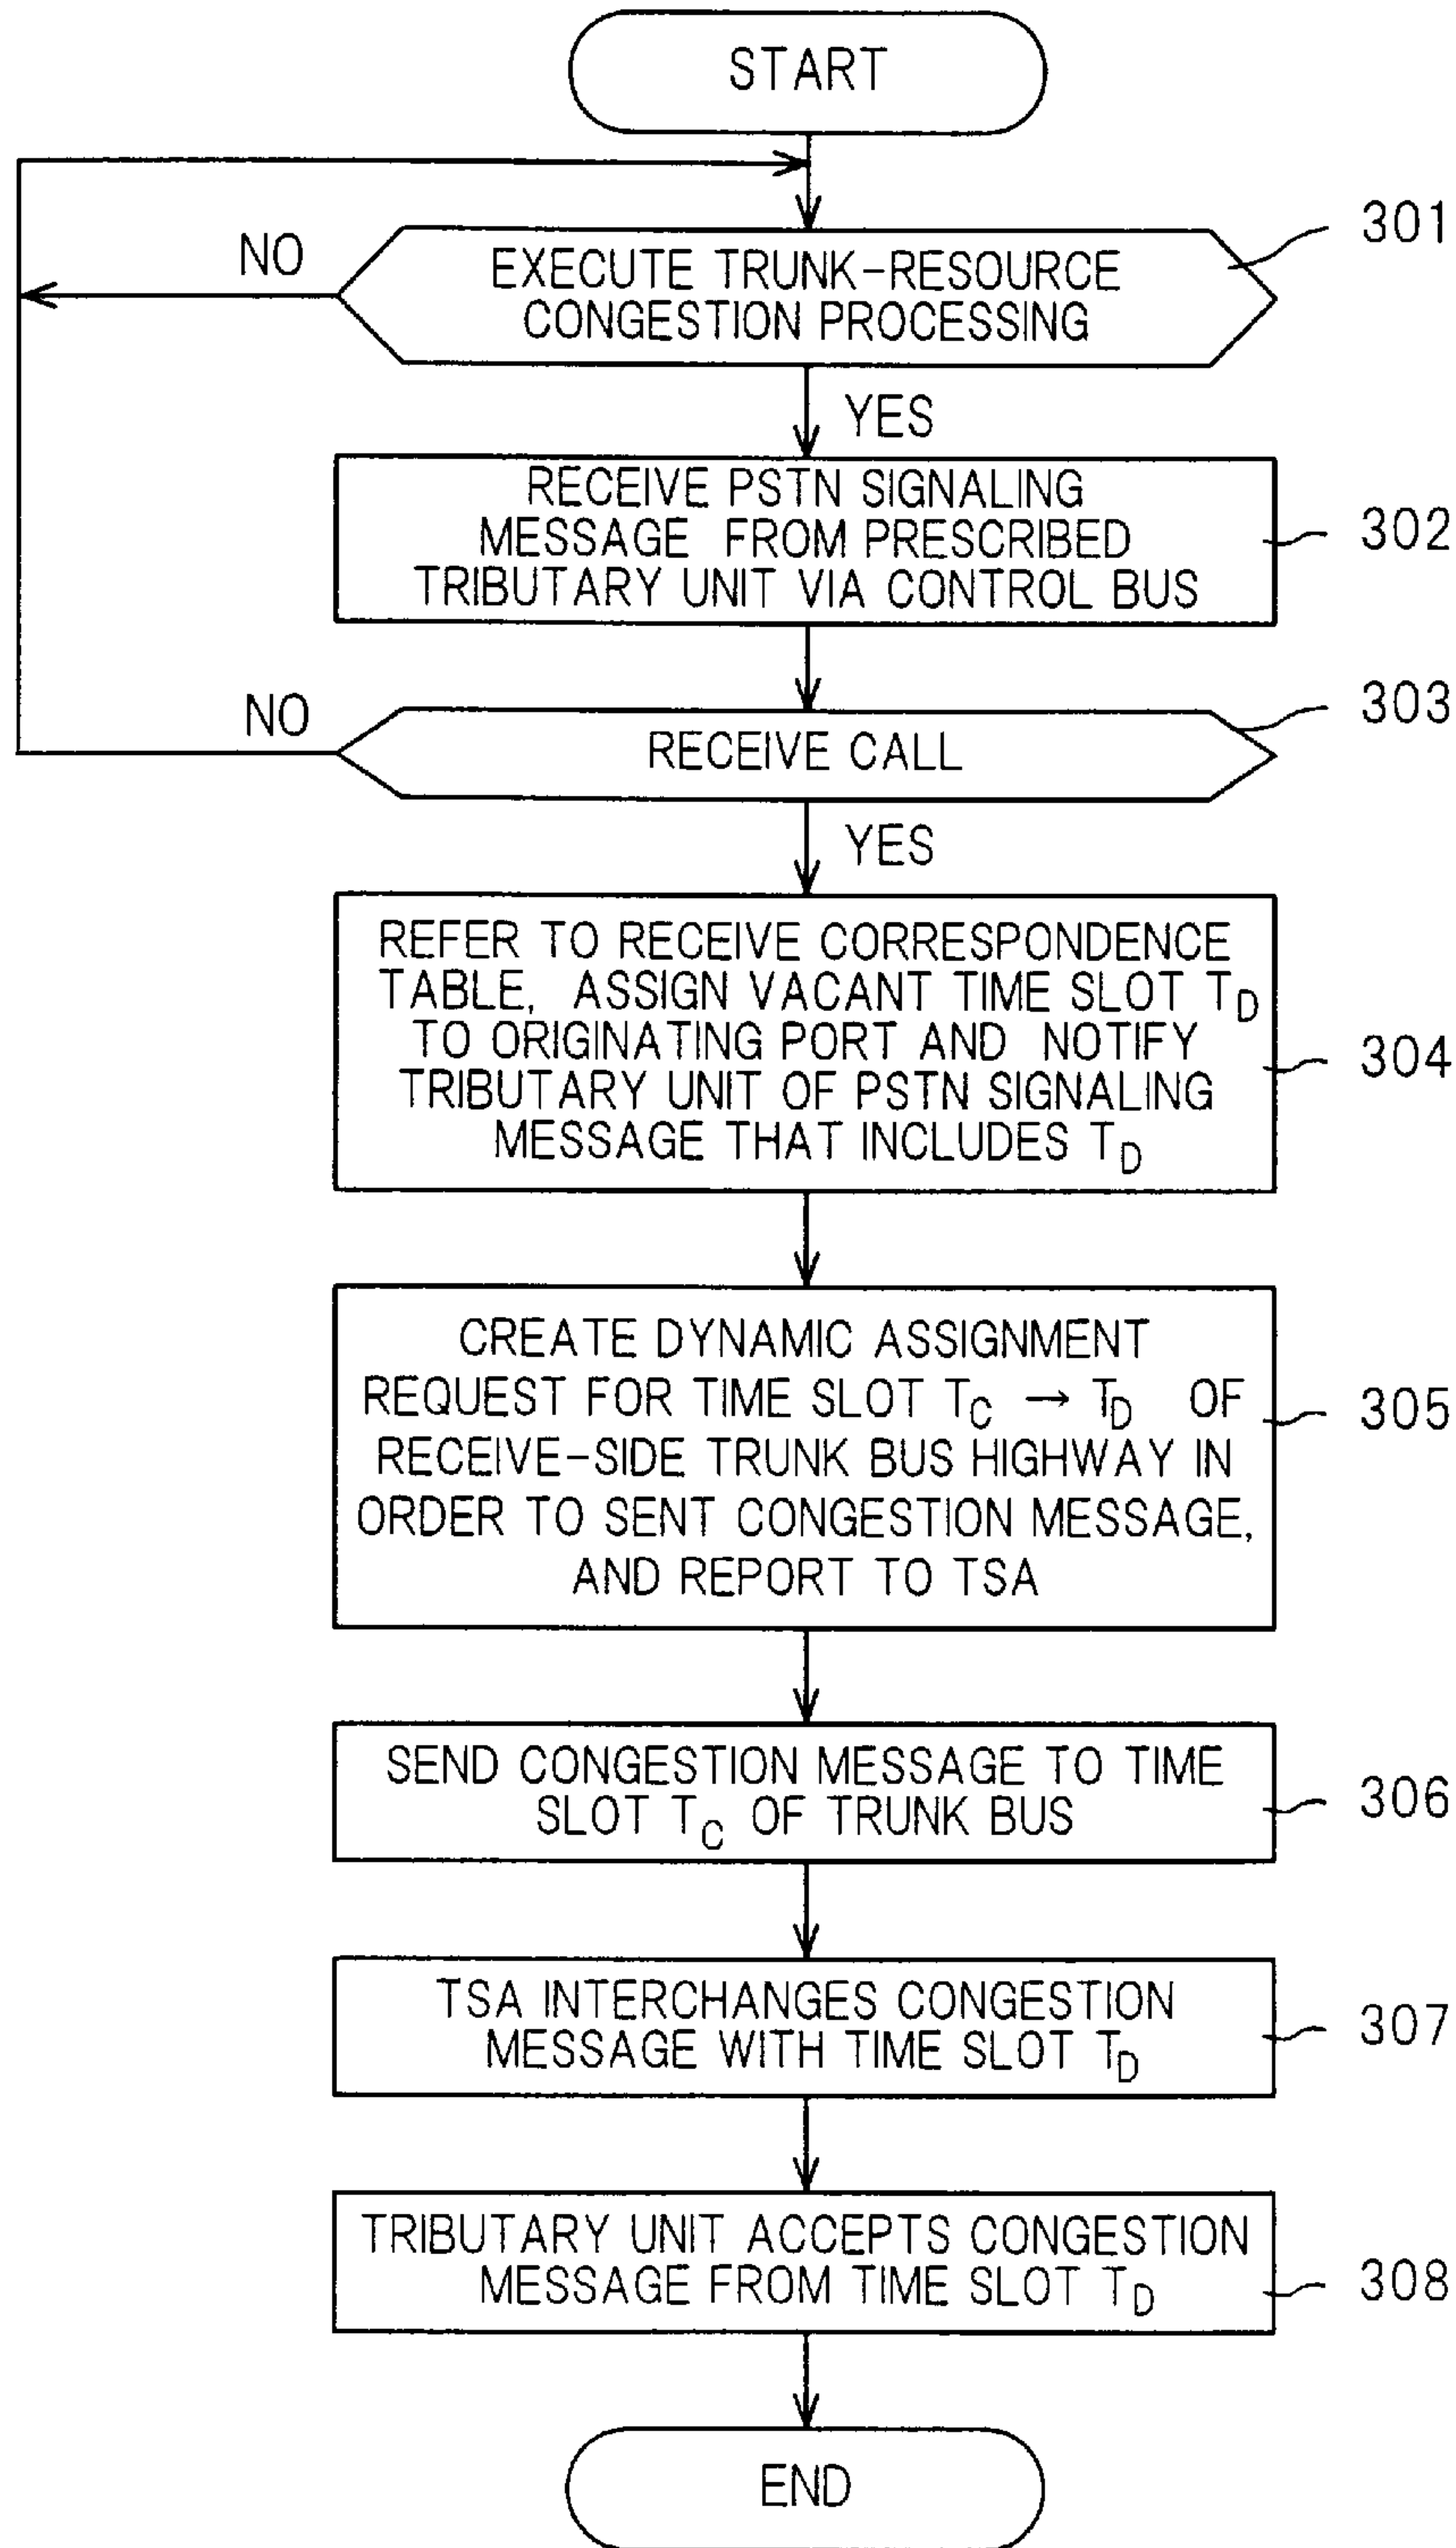 START
301
NO
EXECUTE TRUNK-RESOURCE
CONGESTION PROCESSING
YES
RECEIVE PSTN SIGNALING
MESSAGE FROM PRESCRIBED
TRIBUTARY UNIT VIA CONTROL BUS
302
303
NO
RECEIVE CALL
YES
REFER TO RECEIVE CORRESPONDENCE
TABLE, ASSIGN VACANT TIME SLOT TD
TO ORIGINATING PORT AND NOTIFY
TRIBUTARY UNIT OF PSTN SIGNALING
MESSAGE THAT INCLUDES TD
304
CREATE DYNAMIC ASSIGNMENT
REQUEST FOR TIME SLOT TC → TD OF
RECEIVE-SIDE TRUNK BUS HIGHWAY IN
ORDER TO SENT CONGESTION MESSAGE,
AND REPORT TO TSA
305
SEND CONGESTION MESSAGE TO TIME
SLOT TC OF TRUNK BUS
306
TSA INTERCHANGES CONGESTION
MESSAGE WITH TIME SLOT TD
307
TRIBUTARY UNIT ACCEPTS CONGESTION
MESSAGE FROM TIME SLOT TD
308
END